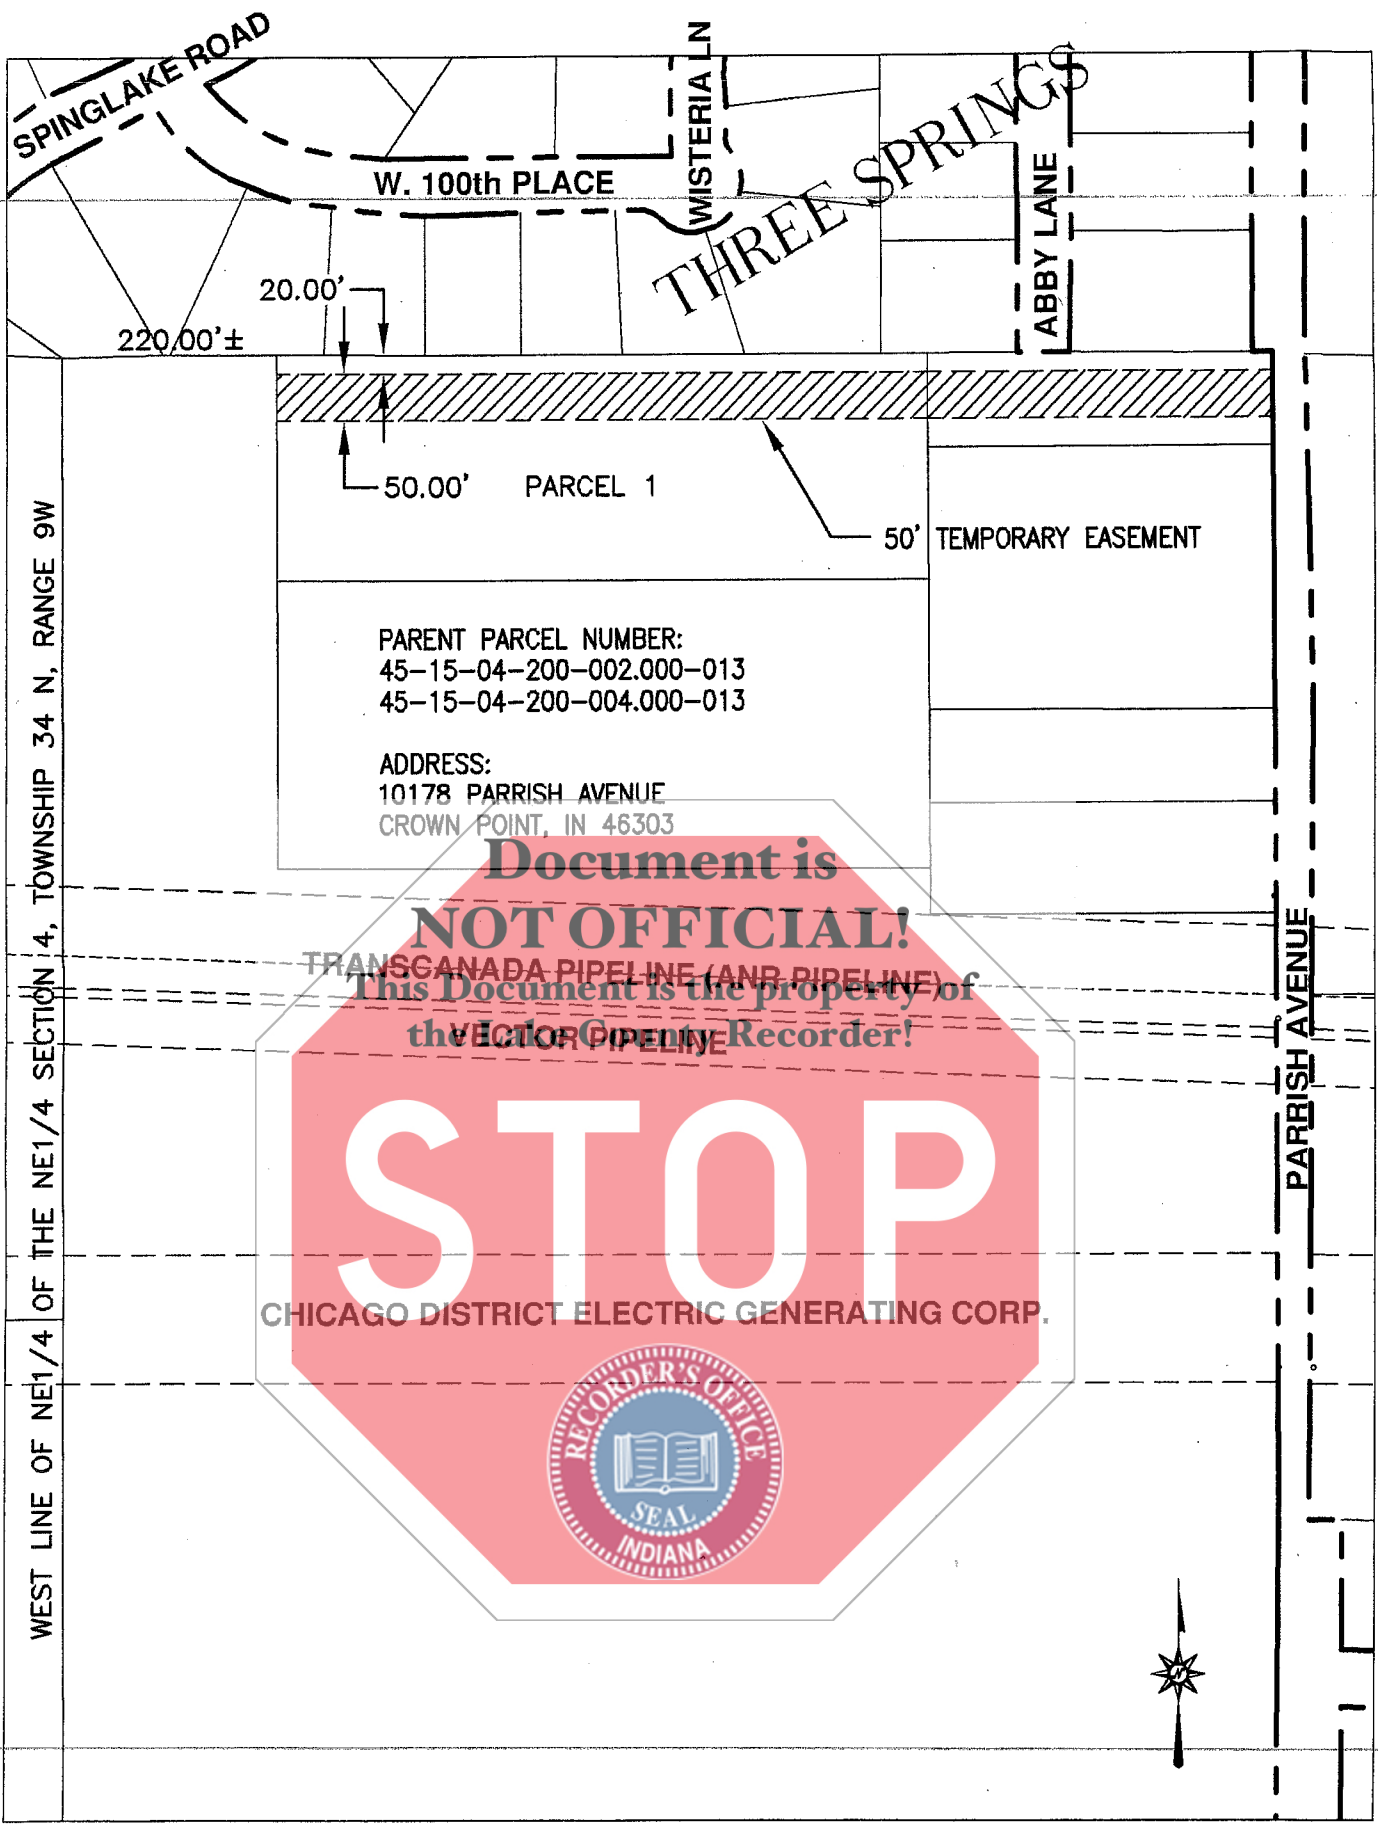 SPINGLAKE ROAD
W. 100th PLACE
WISTERIA LN
THREE SPRINGS
ABBY LANE
20.00'
220.00'±
50.00'
PARCEL 1
50' TEMPORARY EASEMENT
WEST LINE OF NE1/4 OF THE NE1/4 SECTION 4, TOWNSHIP 34 N, RANGE 9W
PARENT PARCEL NUMBER:
45-15-04-200-002.000-013
45-15-04-200-004.000-013
ADDRESS:
10178 PARRISH AVENUE
CROWN POINT, IN 46303
Document is
NOT OFFICIAL!
TRANSCANADA PIPELINE (ANR PIPELINE)
This Document is the property of
the Lake County Recorder!
VECTOR PIPELINE
PARRISH AVENUE
STOP
CHICAGO DISTRICT ELECTRIC GENERATING CORP.
RECORDER'S OFFICE
SEAL
INDIANA
N